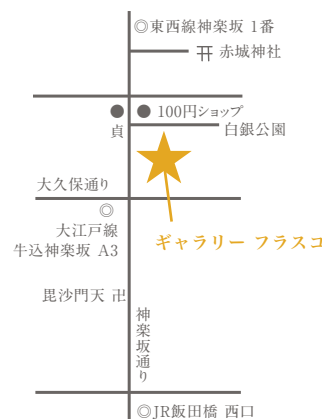 ◎東西線神楽坂 1番
赤城神社
100円ショップ
貞
白銀公園
大久保通り
◎
大江戸線
牛込神楽坂 A3
ギャラリー フラスコ
毘沙門天 卍
神楽坂通り
◎JR飯田橋 西口